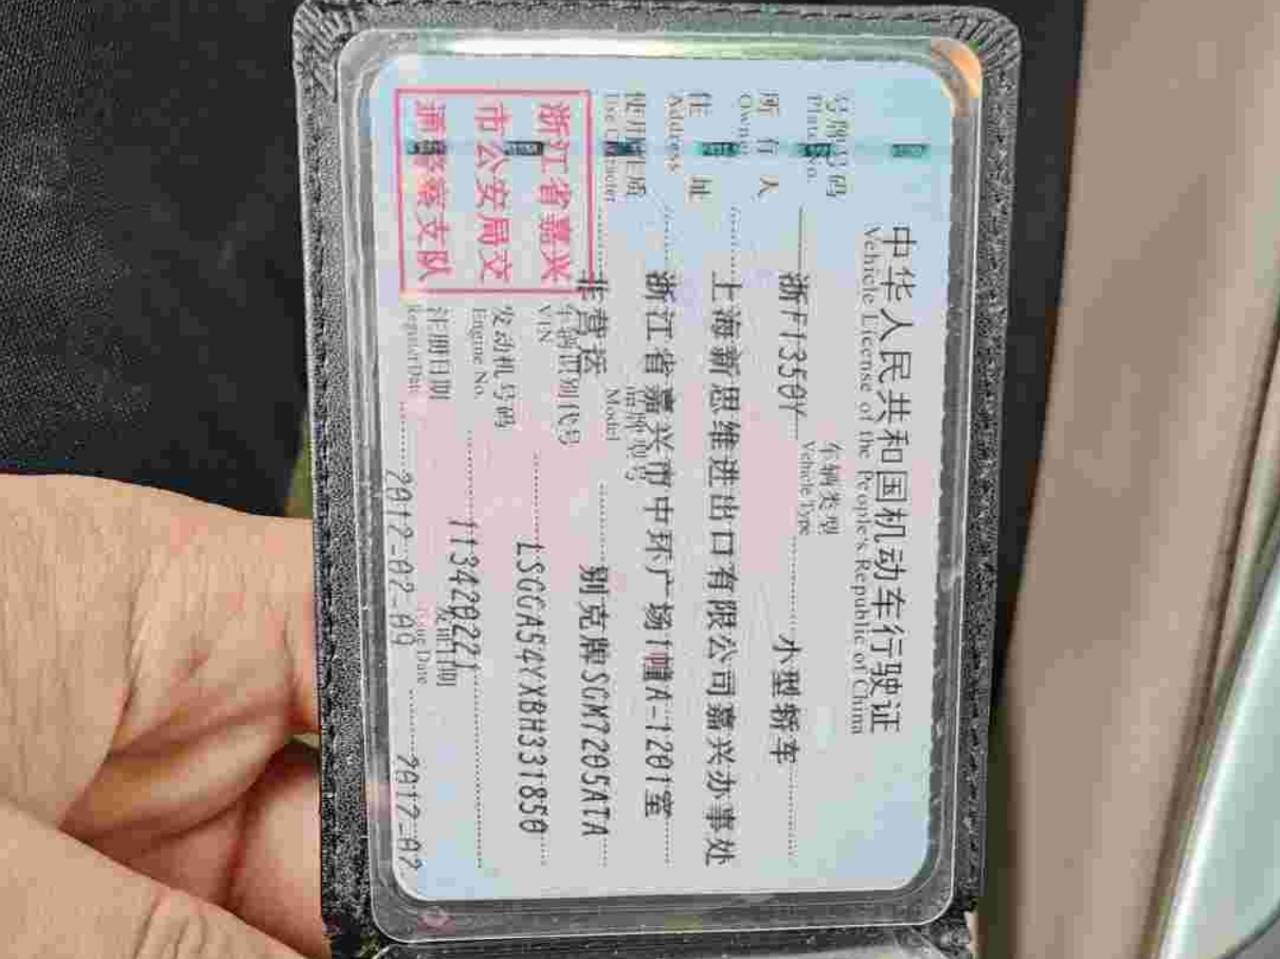 中华人民共和国机动车行驶证
Vehicle License of the People's Republic of China
号牌号码 浙F1350Y 车辆类型 小型轿车
Plate No. Vehicle Type
所有人 上海新思维进出口有限公司嘉兴办事处
Owner
住址 浙江省嘉兴市中环广场1幢A-1201室
Address
使用性质 非营运 品牌型号 别克牌SGM7205ATA
Use Character Model
浙江省嘉兴
市公安局交
通警察支队
车辆识别代号 LSGGA54YXBH331850
VIN
发动机号码 113420221
Engine No.
注册日期 2012-02-09 发证日期 2012-02
Register Date Issue Date